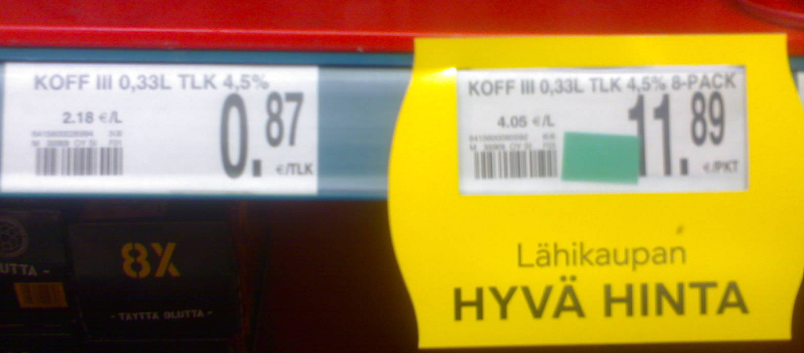 KOFF III 0,33L TLK 4,5%
2.18 €/L
0.87
€/TLK
KOFF III 0,33L TLK 4,5% 8-PACK
4.05 €/L
11.89
€/PKT
Lähikaupan
HYVÄ HINTA
UTTA -
8X
- TÄYTTÄ OLUTTA -